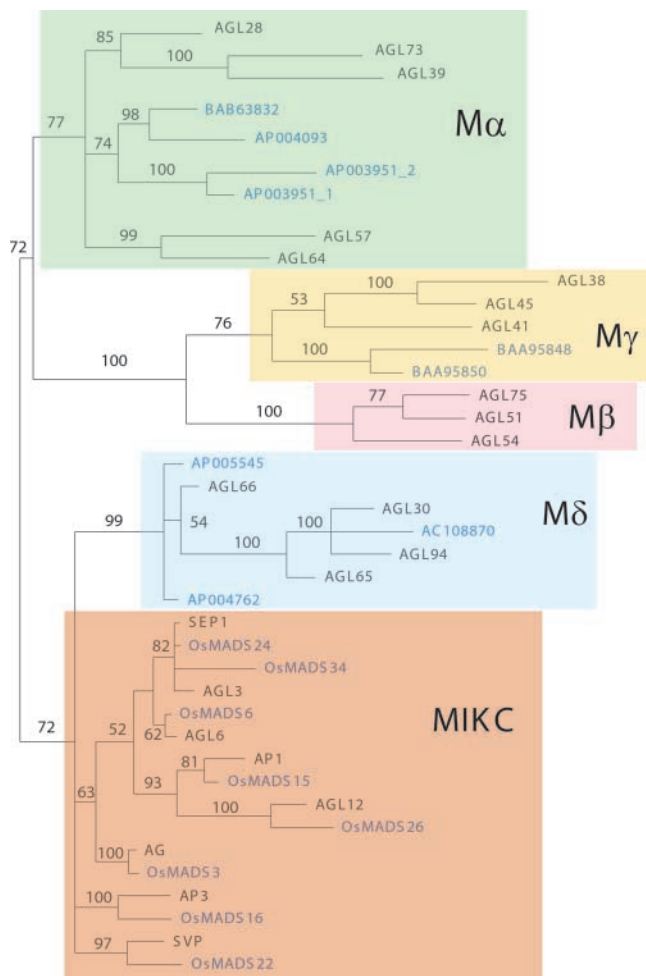 AGL28
85
AGL73
100
AGL39
Mα
98
BAB63832
77
74
AP004093
100
AP003951_2
AP003951_1
99
AGL57
AGL64
72
100
AGL38
53
AGL45
76
AGL41
Mγ
100
BAA95848
BAA95850
100
77
AGL75
100
AGL51
Mβ
AGL54
AP005545
AGL66
Mδ
99
54
100
AGL30
AC108870
100
AGL94
AGL65
AP004762
SEP1
82
OsMADS24
OsMADS34
AGL3
MIKC
OsMADS6
52
62
AGL6
72
AP1
81
93
OsMADS15
63
100
AGL12
OsMADS26
AG
100
OsMADS3
AP3
100
OsMADS16
SVP
97
OsMADS22